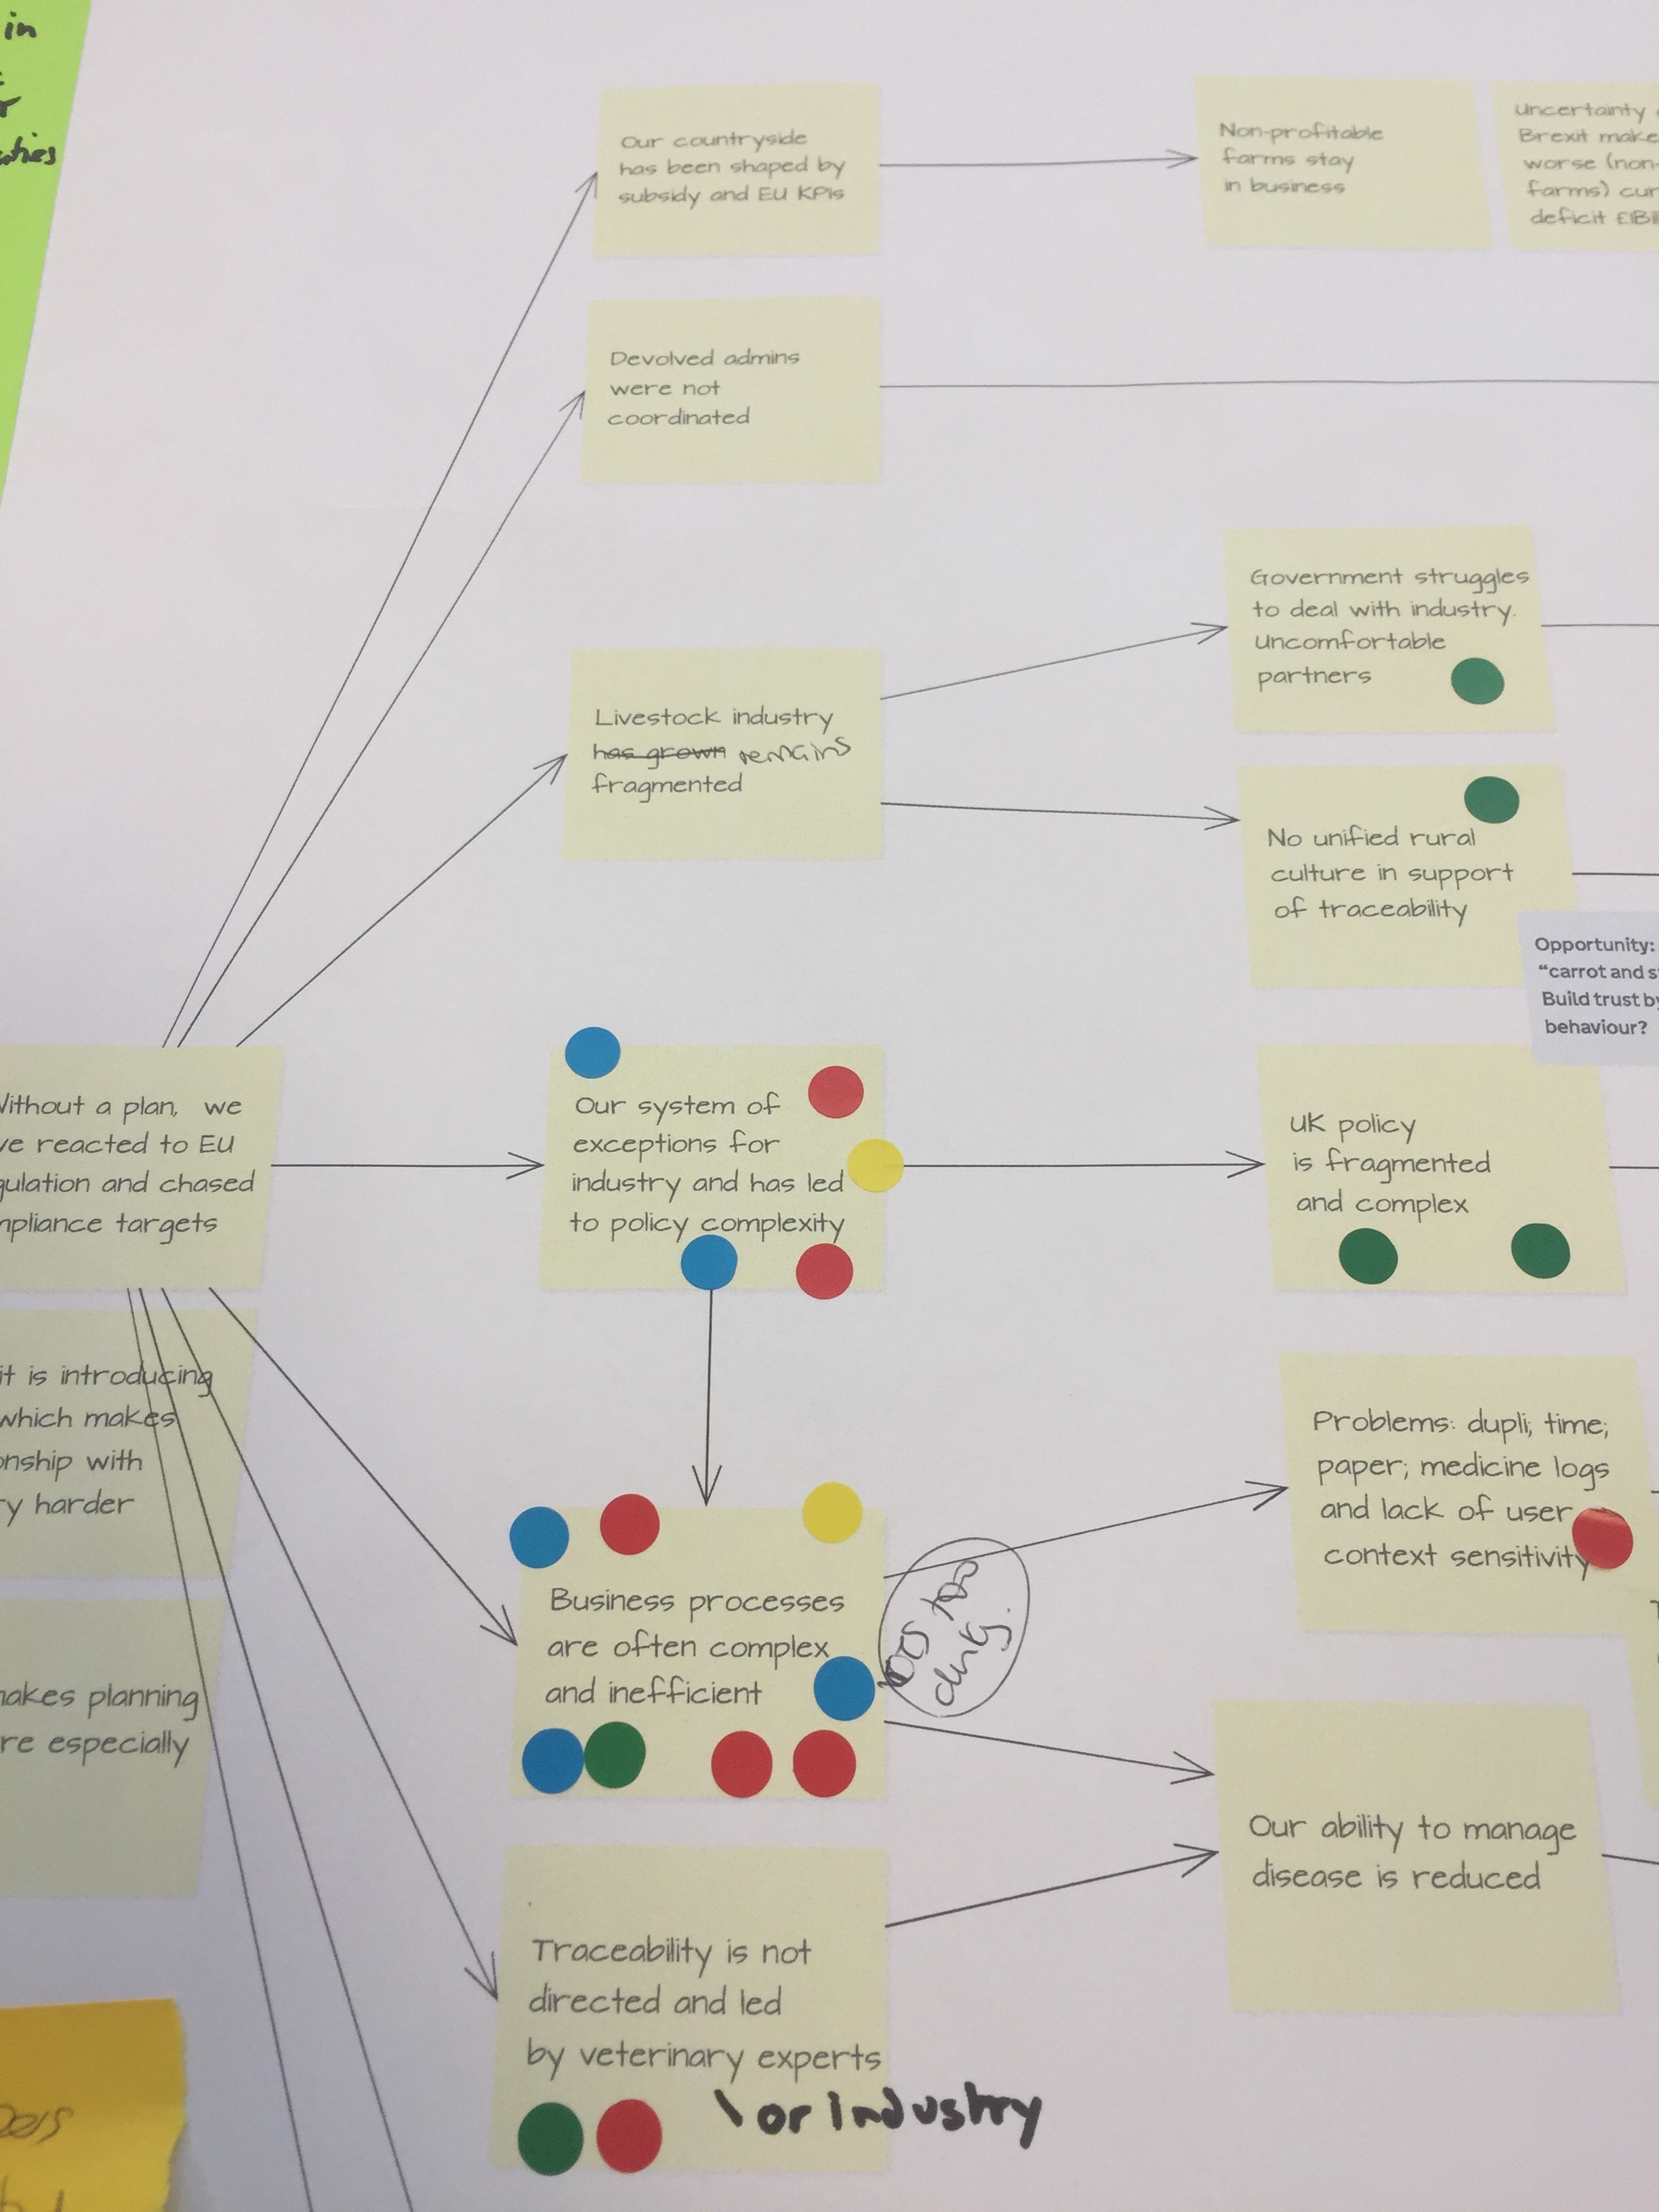 in
Our countryside
has been shaped by
subsidy and EU KPIs
Non-profitable
farms stay
in business
Uncertainty
Brexit make
worse (non-
farms) cur
deficit £1Bil
Devolved admins
were not
coordinated
Government struggles
to deal with industry.
Uncomfortable
partners
Livestock industry
has grown remains
fragmented
No unified rural
culture in support
of traceability
Opportunity:
“carrot and s
Build trust by
behaviour?
Without a plan, we
ve reacted to EU
gulation and chased
mpliance targets
Our system of
exceptions for
industry and has led
to policy complexity
UK policy
is fragmented
and complex
it is introducing
which makes
onship with
ry harder
Problems: dupli; time;
paper; medicine logs
and lack of user
context sensitivity
Business processes
are often complex
and inefficient
too
akes planning
re especially
Our ability to manage
disease is reduced
Traceability is not
directed and led
by veterinary experts
\ or industry